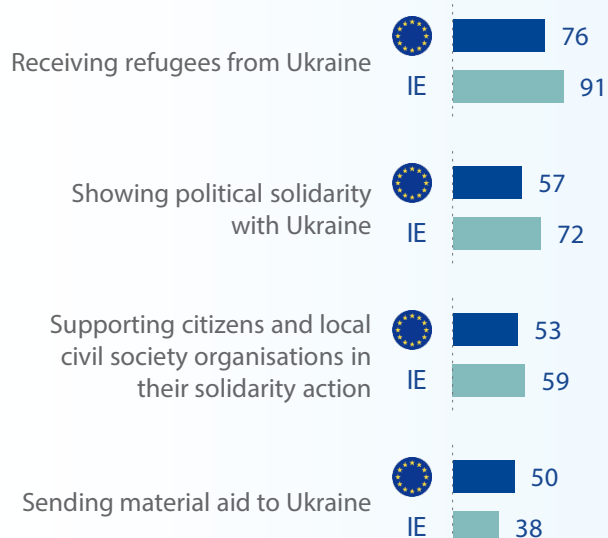 Receiving refugees from Ukraine
76
IE
91
Showing political solidarity
with Ukraine
57
IE
72
Supporting citizens and local
civil society organisations in
their solidarity action
53
IE
59
Sending material aid to Ukraine
50
IE
38